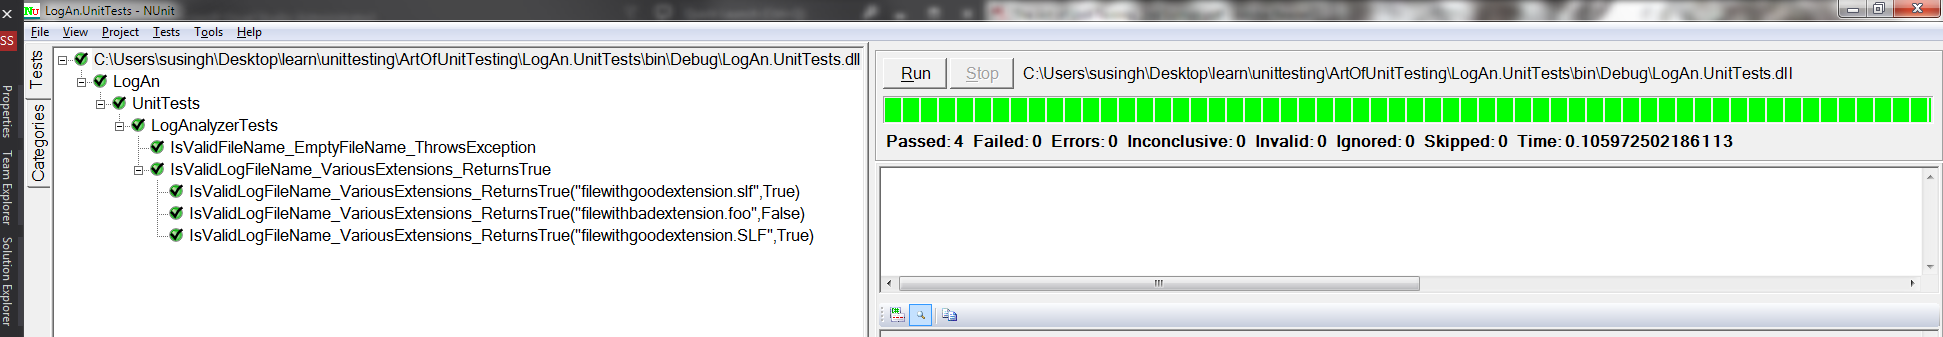 LogAn.UnitTests - NUnit
File View Project Tests Tools Help
SS
Properties
Team Explorer
Solution Explorer
Tests
Categories
C:\Users\susingh\Desktop\learn\unittesting\ArtOfUnitTesting\LogAn.UnitTests\bin\Debug\LogAn.UnitTests.dll
LogAn
UnitTests
LogAnalyzerTests
IsValidFileName_EmptyFileName_ThrowsException
IsValidLogFileName_VariousExtensions_ReturnsTrue
IsValidLogFileName_VariousExtensions_ReturnsTrue("filewithgoodextension.slf",True)
IsValidLogFileName_VariousExtensions_ReturnsTrue("filewithbadextension.foo",False)
IsValidLogFileName_VariousExtensions_ReturnsTrue("filewithgoodextension.SLF",True)
Run Stop C:\Users\susingh\Desktop\learn\unittesting\ArtOfUnitTesting\LogAn.UnitTests\bin\Debug\LogAn.UnitTests.dll
Passed: 4 Failed: 0 Errors: 0 Inconclusive: 0 Invalid: 0 Ignored: 0 Skipped: 0 Time: 0.105972502186113